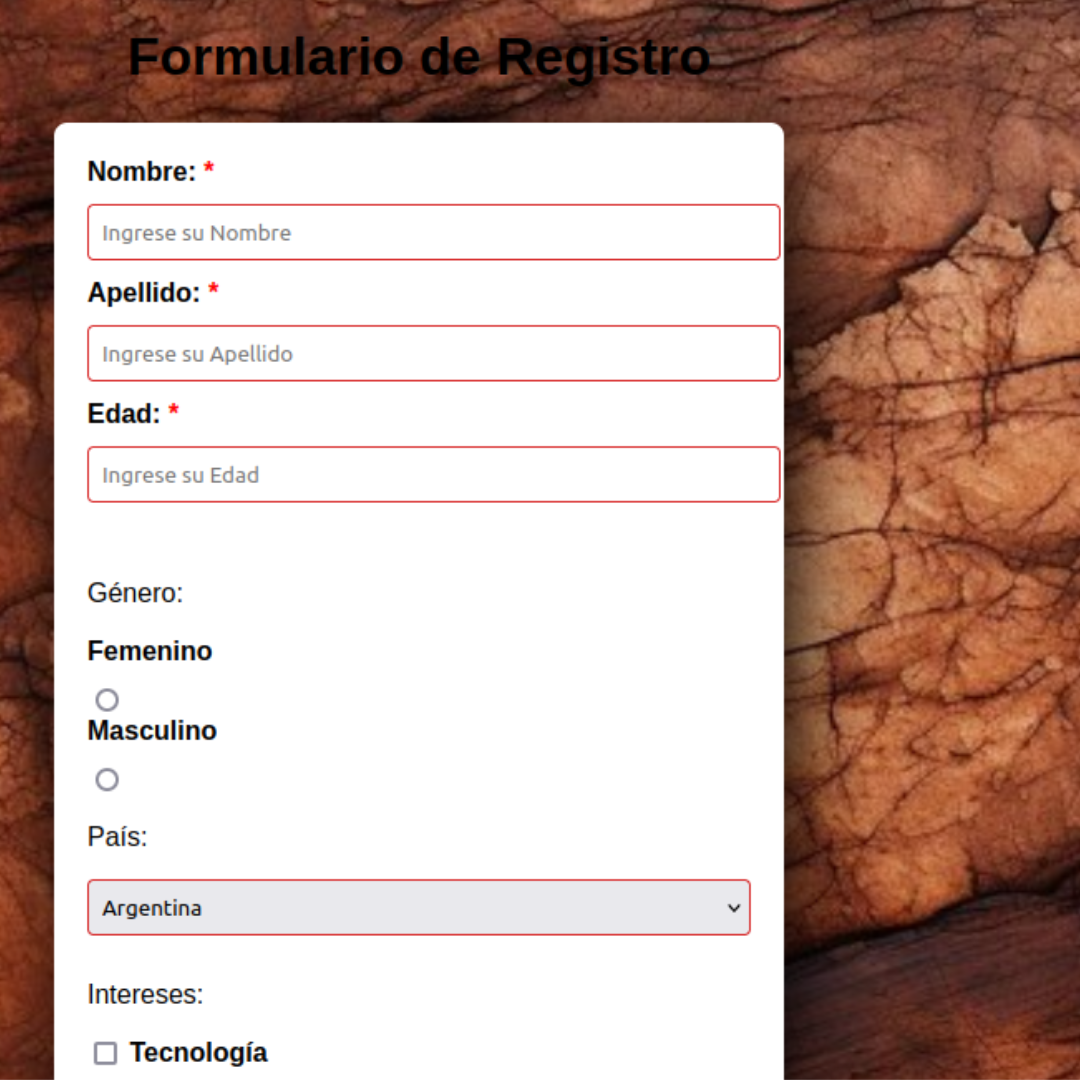 Formulario de Registro
Nombre: *
Ingrese su Nombre
Apellido: *
Ingrese su Apellido
Edad: *
Ingrese su Edad
Género:
Femenino
Masculino
País:
Argentina
Intereses:
Tecnología